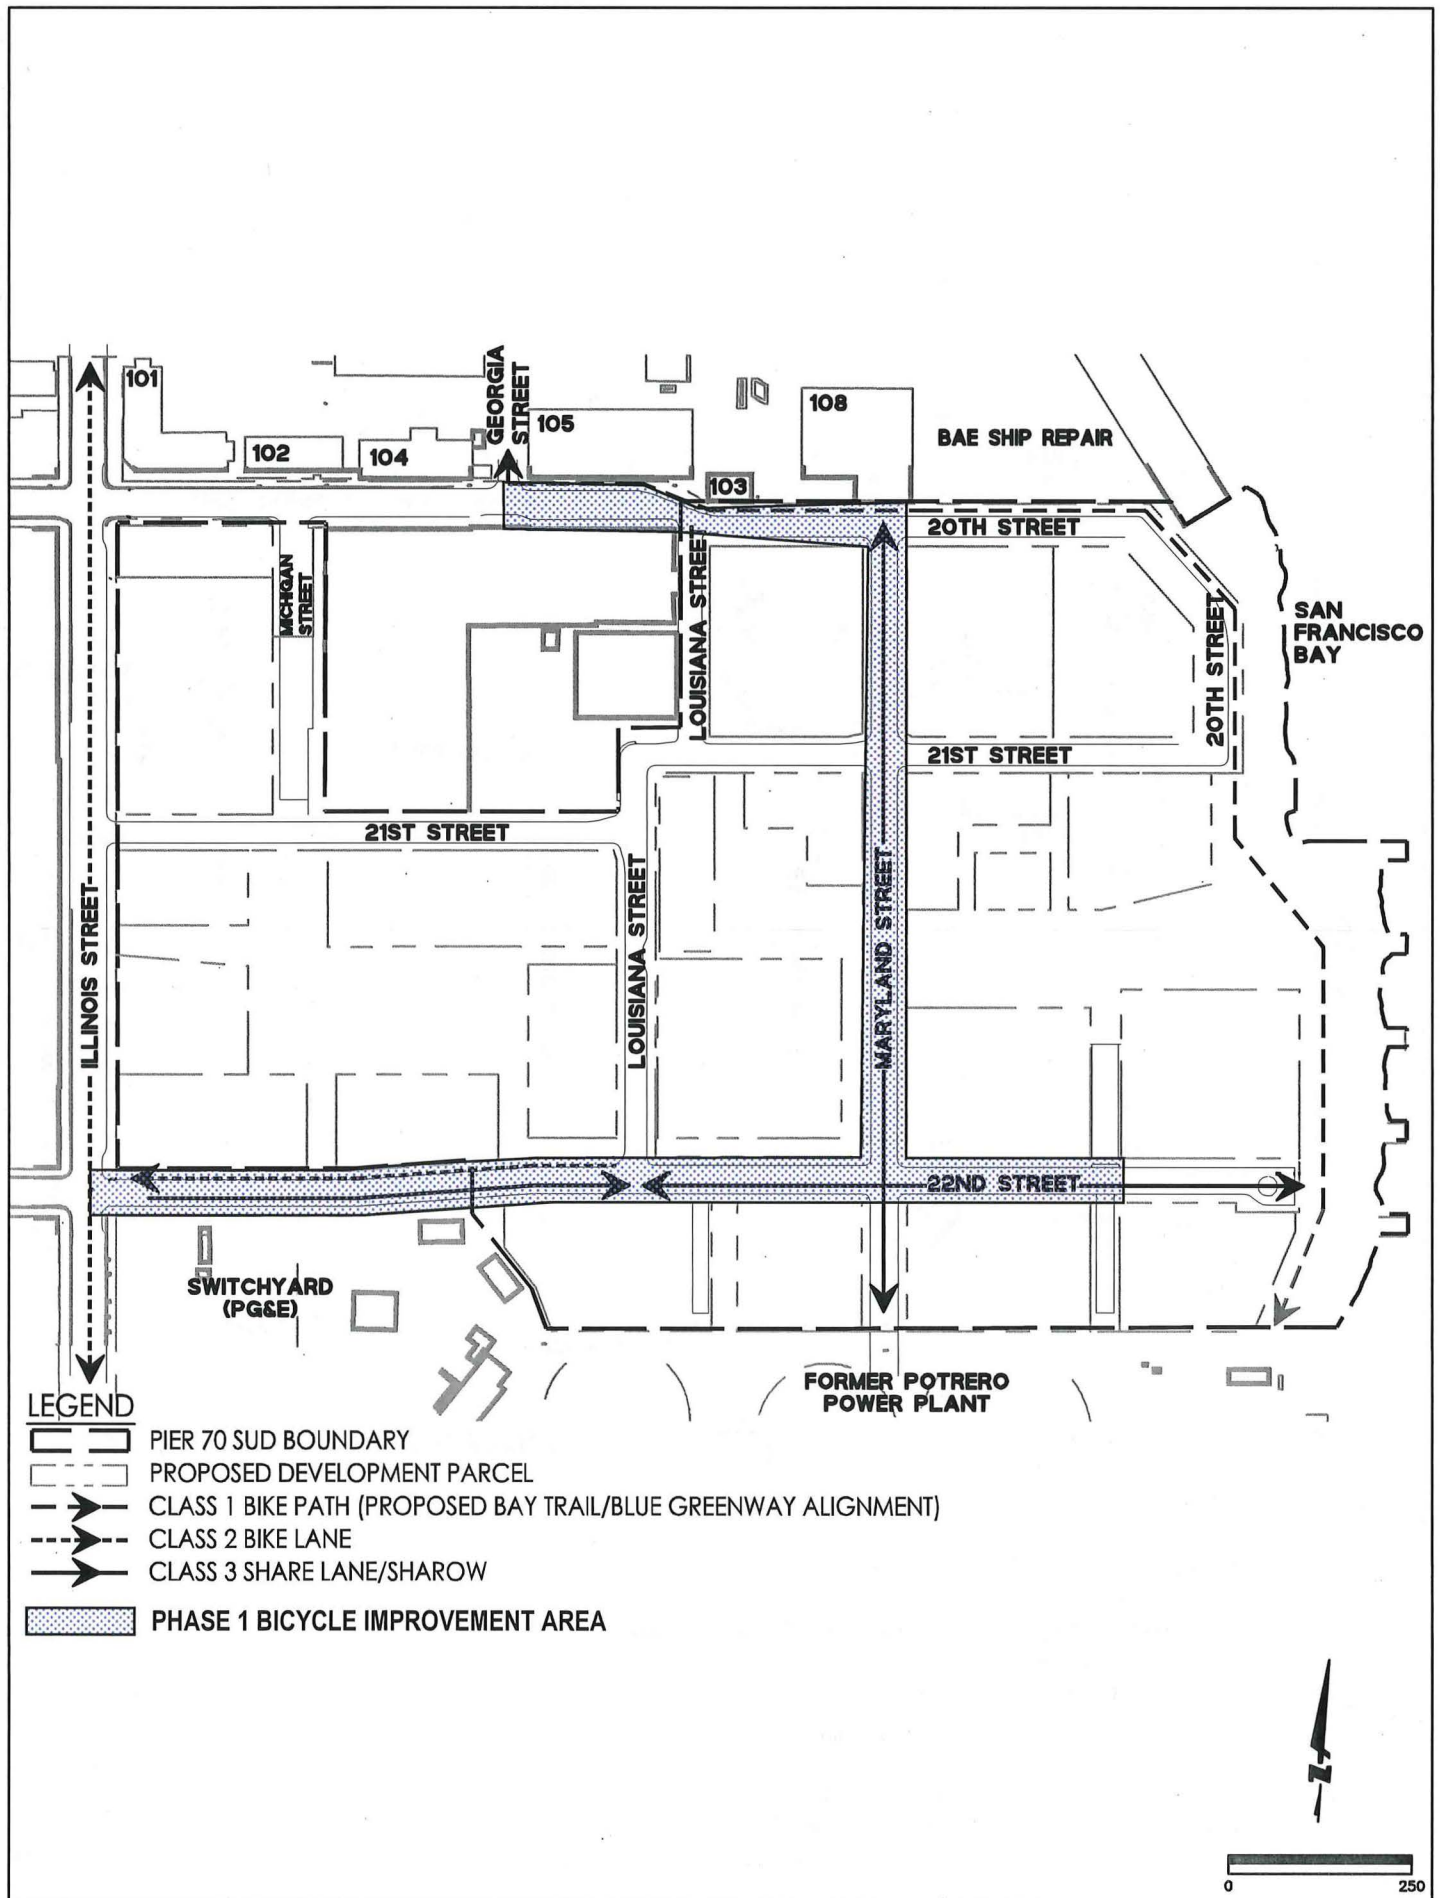 101
102
104
GEORGIA
STREET
105
103
108
BAE SHIP REPAIR
20TH STREET
MICHIGAN
STREET
LOUISIANA STREET
20TH STREET
SAN
FRANCISCO
BAY
21ST STREET
21ST STREET
ILLINOIS STREET
LOUISIANA STREET
MARYLAND STREET
22ND STREET
SWITCHYARD
(PG&E)
FORMER POTRERO
POWER PLANT
LEGEND
PIER 70 SUD BOUNDARY
PROPOSED DEVELOPMENT PARCEL
CLASS 1 BIKE PATH (PROPOSED BAY TRAIL/BLUE GREENWAY ALIGNMENT)
CLASS 2 BIKE LANE
CLASS 3 SHARE LANE/SHAROW
PHASE 1 BICYCLE IMPROVEMENT AREA
Z
0 250